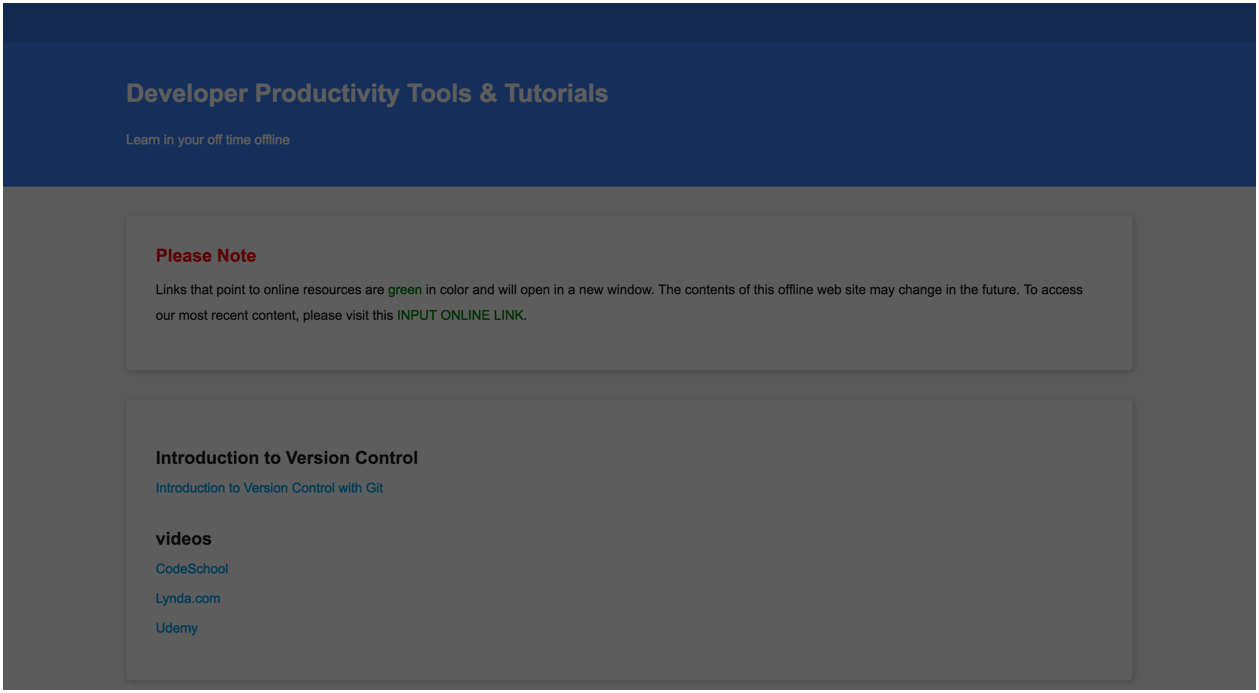 Developer Productivity Tools & Tutorials
Learn in your off time offline
Please Note
Links that point to online resources are green in color and will open in a new window. The contents of this offline web site may change in the future. To access
our most recent content, please visit this INPUT ONLINE LINK.
Introduction to Version Control
Introduction to Version Control with Git
videos
CodeSchool
Lynda.com
Udemy